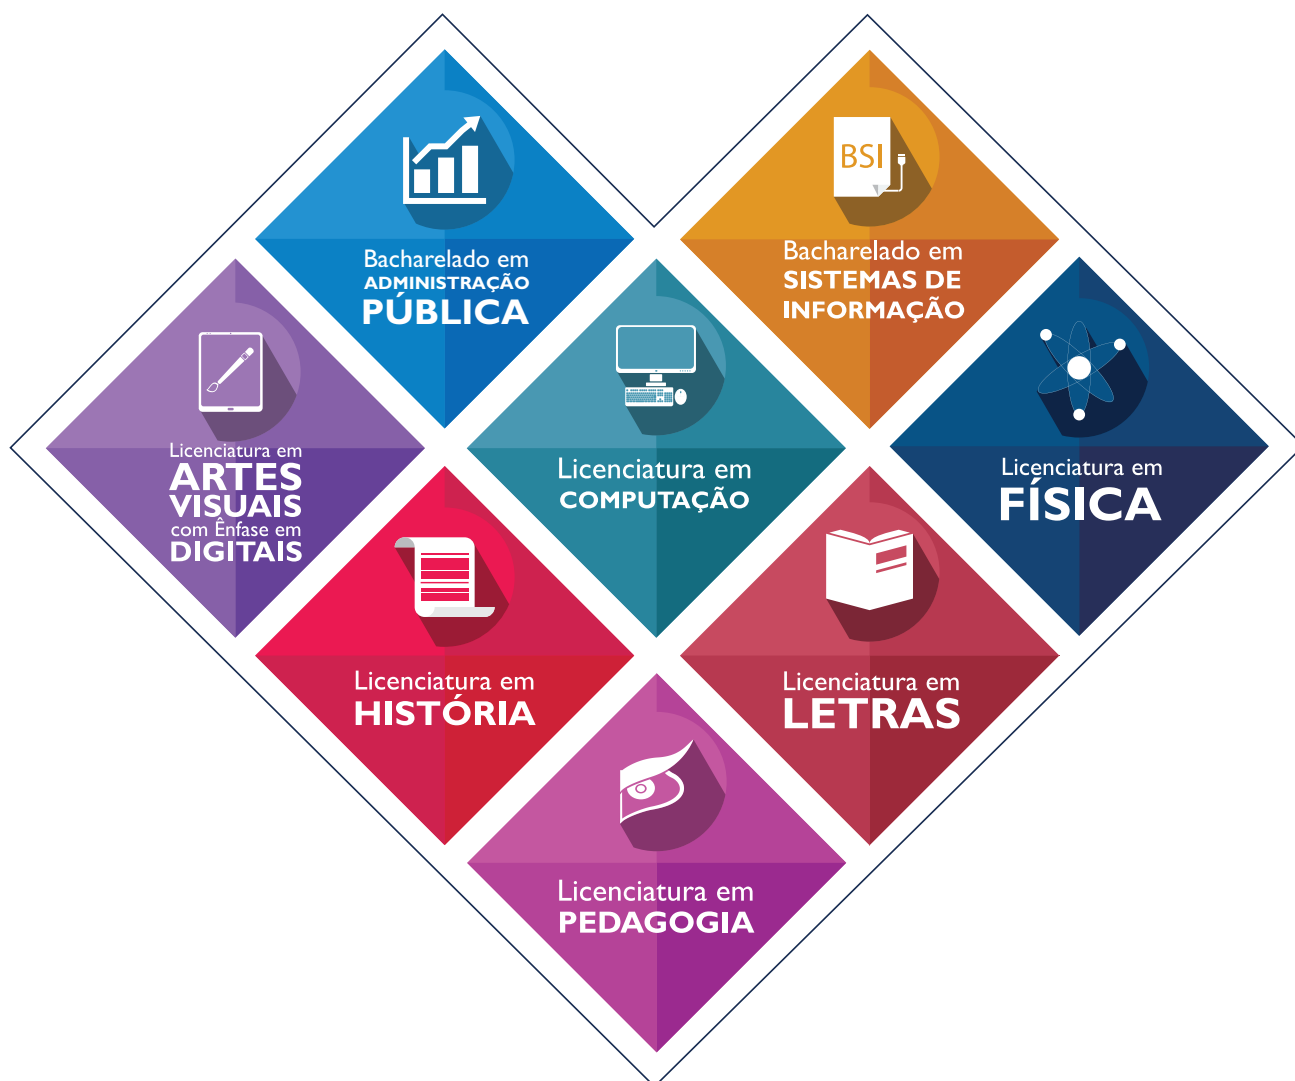 Bacharelado em
ADMINISTRAÇÃO
PÚBLICA
BSI
Bacharelado em
SISTEMAS DE
INFORMAÇÃO
Licenciatura em
ARTES
VISUAIS
com Ênfase em
DIGITAIS
Licenciatura em
COMPUTAÇÃO
Licenciatura em
FÍSICA
Licenciatura em
HISTÓRIA
Licenciatura em
LETRAS
Licenciatura em
PEDAGOGIA